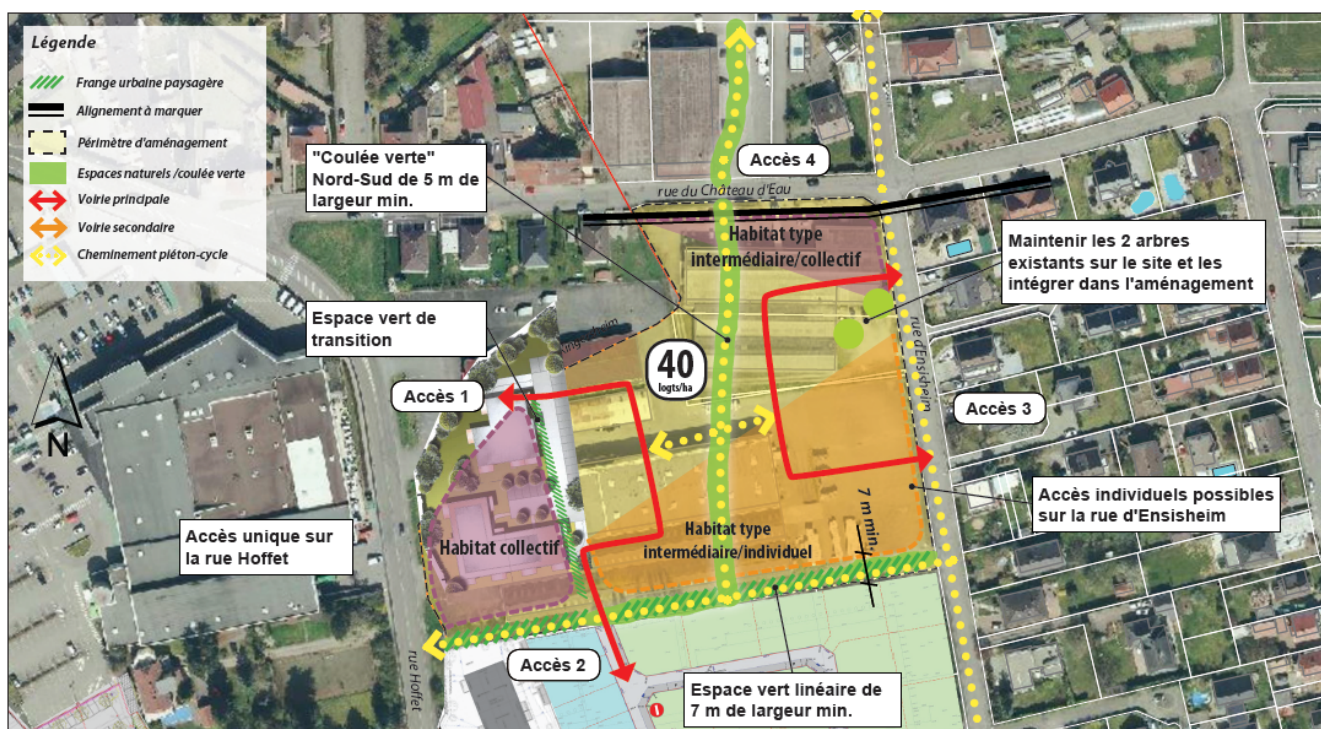 Légende
Frange urbaine paysagère
Alignement à marquer
Périmètre d'aménagement
Espaces naturels /coulée verte
Voirie principale
Voirie secondaire
Cheminement piéton-cycle
"Coulée verte"
Nord-Sud de 5 m de
largeur min.
Accès 4
rue du Château d'Eau
Habitat type
intermédiaire/collectif
Maintenir les 2 arbres
existants sur le site et les
intégrer dans l'aménagement
Espace vert de
transition
40
logts/ha
rue d'Ensisheim
Accès 1
Accès 3
N
Accès unique sur
la rue Hoffet
Habitat collectif
Habitat type
intermédiaire/individuel
7 m min.
Accès individuels possibles
sur la rue d'Ensisheim
rue Hoffet
Accès 2
Espace vert linéaire de
7 m de largeur min.